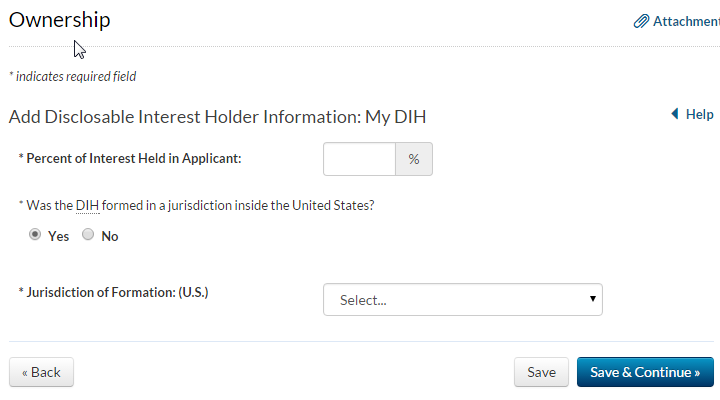 Ownership
Attachment
* indicates required field
Add Disclosable Interest Holder Information: My DIH
Help
* Percent of Interest Held in Applicant:
%
* Was the DIH formed in a jurisdiction inside the United States?
Yes No
* Jurisdiction of Formation: (U.S.)
Select...
« Back
Save
Save & Continue »